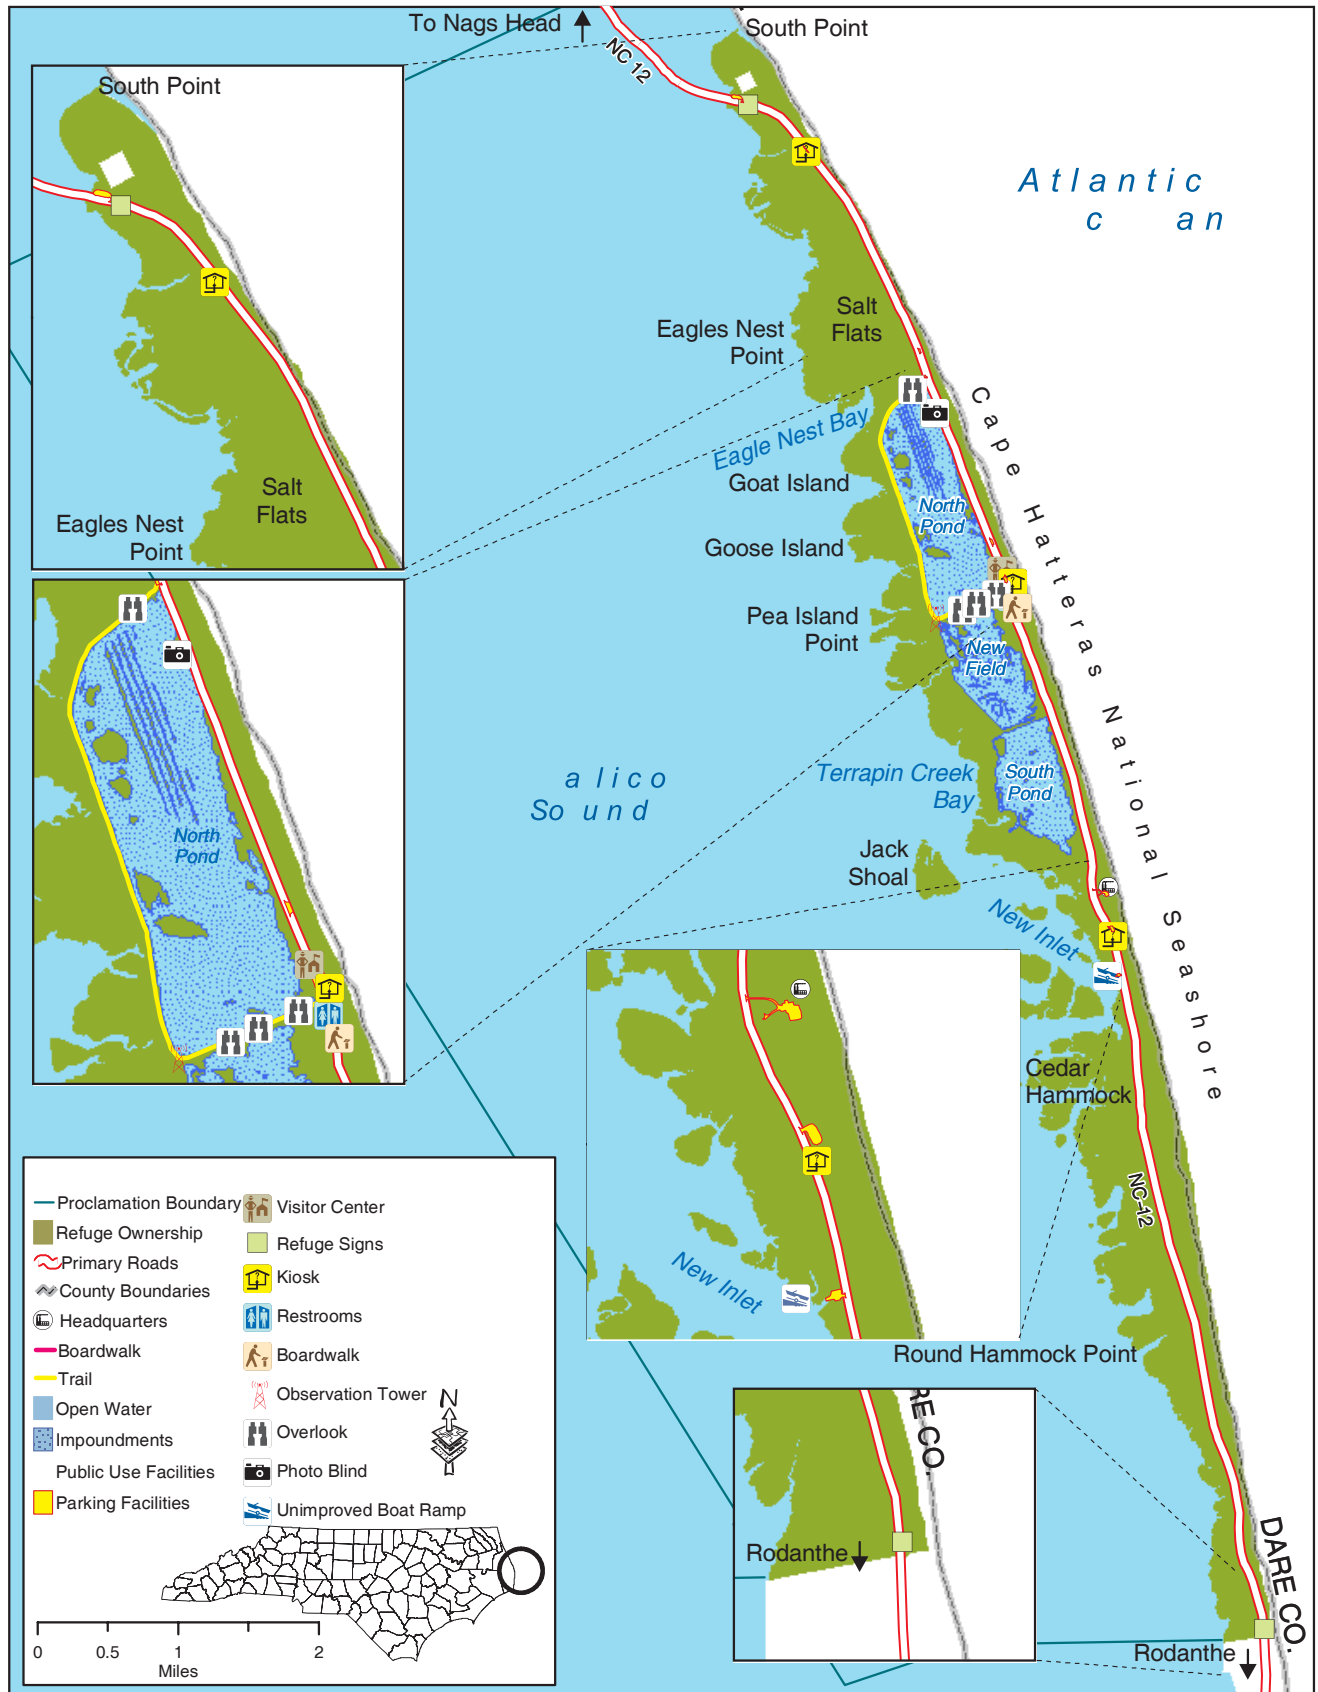 To Nags Head
South Point
NC 12
South Point
Atlantic
c an
Salt
Flats
Eagles Nest
Point
Cape Hatteras National Seashore
Eagle Nest Bay
Goat Island
North
Pond
Goose Island
Pea Island
Point
New
Field
Salt
Flats
Eagles Nest
Point
a lico
So und
Terrapin Creek
Bay
South
Pond
North
Pond
Jack
Shoal
New Inlet
Cedar
Hammock
NC-12
New Inlet
Round Hammock Point
RE CO.
Rodanthe
DARE CO.
Rodanthe
Proclamation Boundary
Refuge Ownership
Primary Roads
County Boundaries
Headquarters
Boardwalk
Trail
Open Water
Impoundments
Public Use Facilities
Parking Facilities
Visitor Center
Refuge Signs
Kiosk
Restrooms
Boardwalk
Observation Tower
Overlook
Photo Blind
Unimproved Boat Ramp
N
0 0.5 1 2
Miles